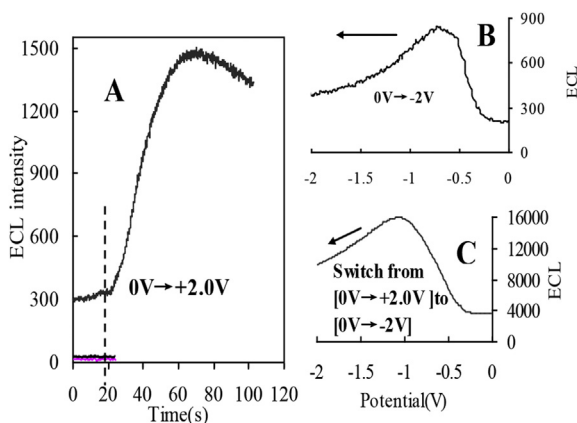 1500
1200
900
600
300
0
ECL intensity
A
0V→+2.0V
0 20 40 60 80 100 120
Time(s)
B
0V→-2V
900
600
300
0
ECL
-2 -1.5 -1 -0.5 0
C
Switch from
[0V→+2.0V ]to
[0V→-2V]
16000
12000
8000
4000
0
ECL
-2 -1.5 -1 -0.5 0
Potential(V)